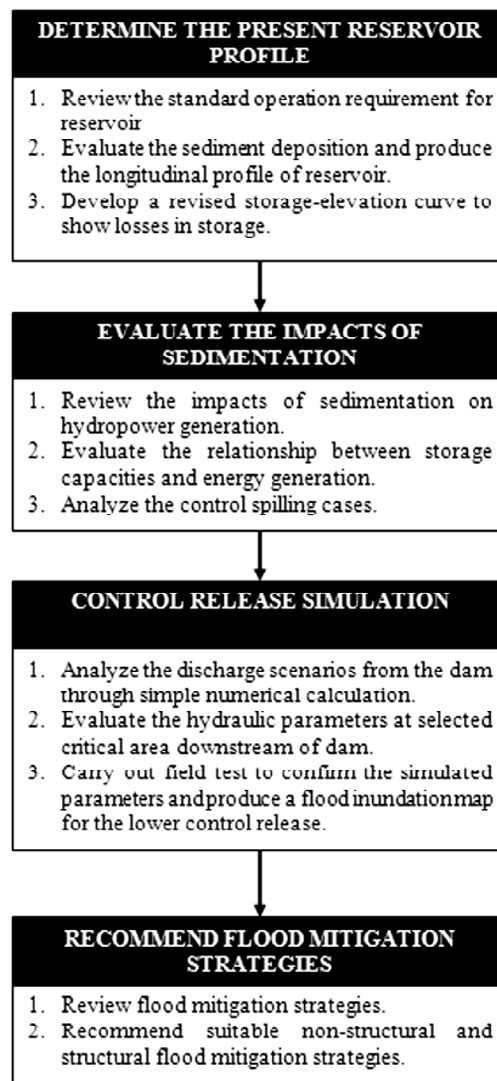 DETERMINE THE PRESENT RESERVOIR
PROFILE
1. Review the standard operation requirement for
reservoir
2. Evaluate the sediment deposition and produce
the longitudinal profile of reservoir.
3. Develop a revised storage-elevation curve to
show losses in storage.
EVALUATE THE IMPACTS OF
SEDIMENTATION
1. Review the impacts of sedimentation on
hydropower generation.
2. Evaluate the relationship between storage
capacities and energy generation.
3. Analyze the control spilling cases.
CONTROL RELEASE SIMULATION
1. Analyze the discharge scenarios from the dam
through simple numerical calculation.
2. Evaluate the hydraulic parameters at selected
critical area downstream of dam.
3. Carry out field test to confirm the simulated
parameters and produce a flood inundation map
for the lower control release.
RECOMMEND FLOOD MITIGATION
STRATEGIES
1. Review flood mitigation strategies.
2. Recommend suitable non-structural and
structural flood mitigation strategies.